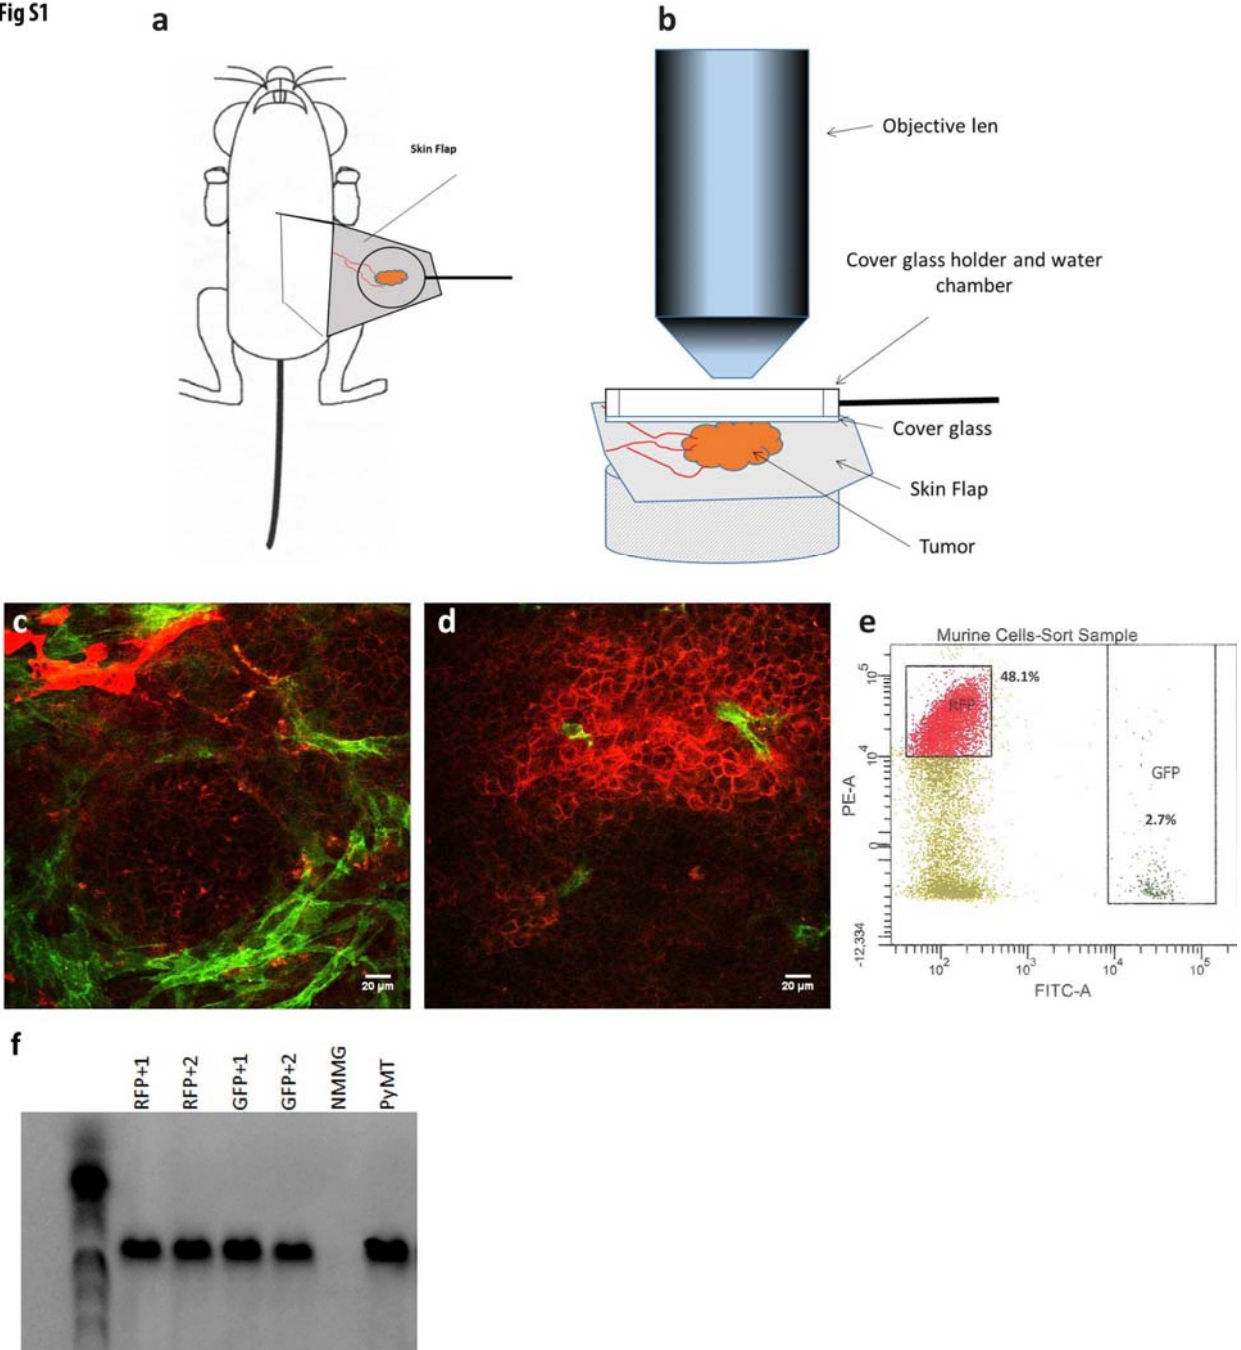 Fig S1
a
b
Skin Flap
Objective len
Cover glass holder and water
chamber
Cover glass
Skin Flap
Tumor
c
20 µm
d
20 µm
e
Murine Cells-Sort Sample
48.1%
RFP
GFP
2.7%
PE-A
10^5
10^4
0
-12,334
10^2
10^3
10^4
10^5
FITC-A
f
RFP+1
RFP+2
GFP+1
GFP+2
NMMG
PyMT